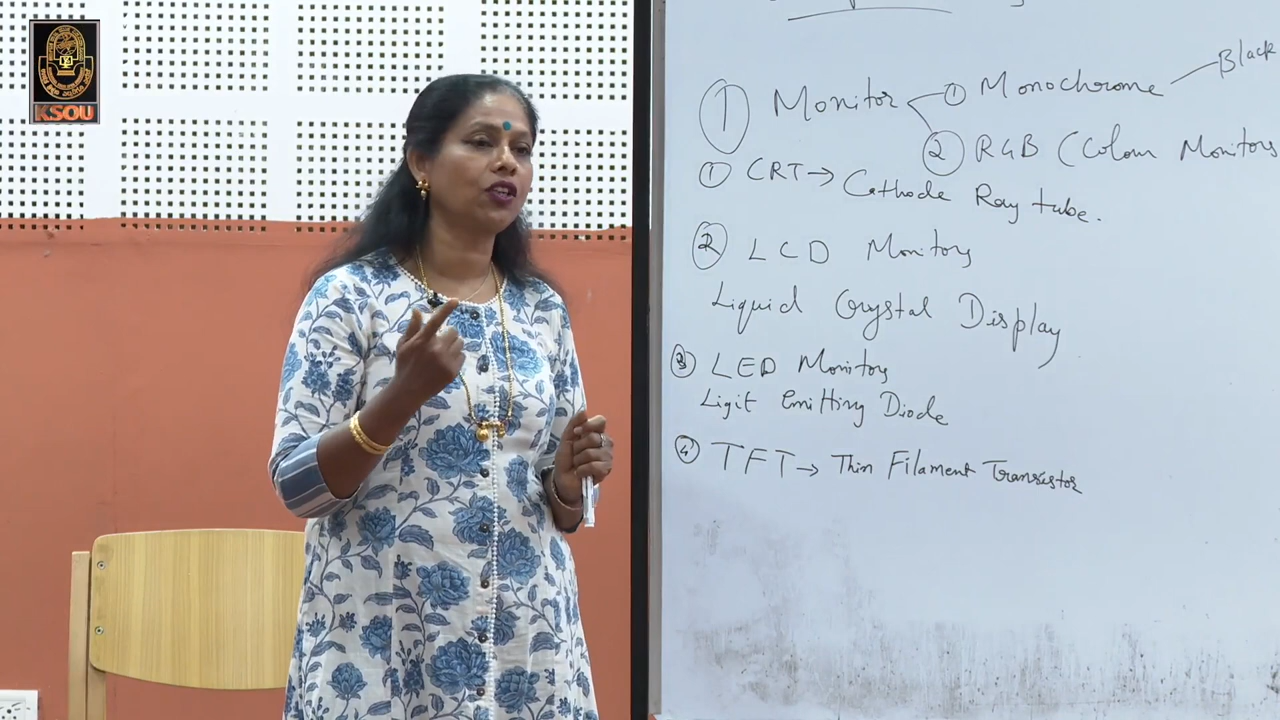 KSOU
① Monitor ① Monochrome Black
② RGB (Colour Monitors
① CRT → Cathode Ray tube.
② LCD Monitors
Liquid Crystal Display
③ LED Monitors
Ligit Emitting Diode
④ TFT → Thin Filament Transistor